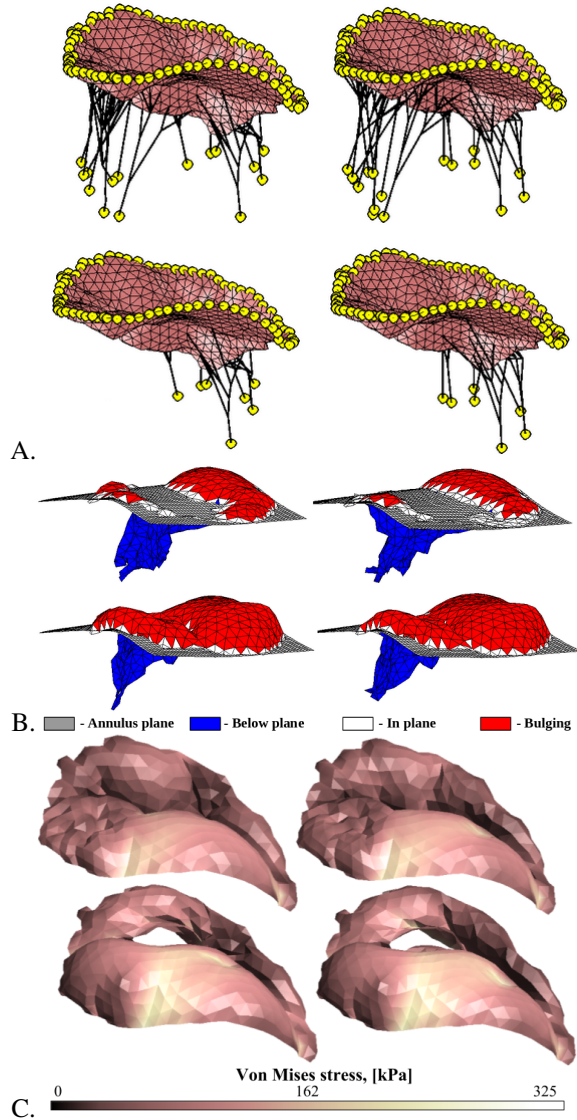 A.
B.
- Annulus plane - Below plane - In plane - Bulging
Von Mises stress, [kPa]
0 162 325
C.